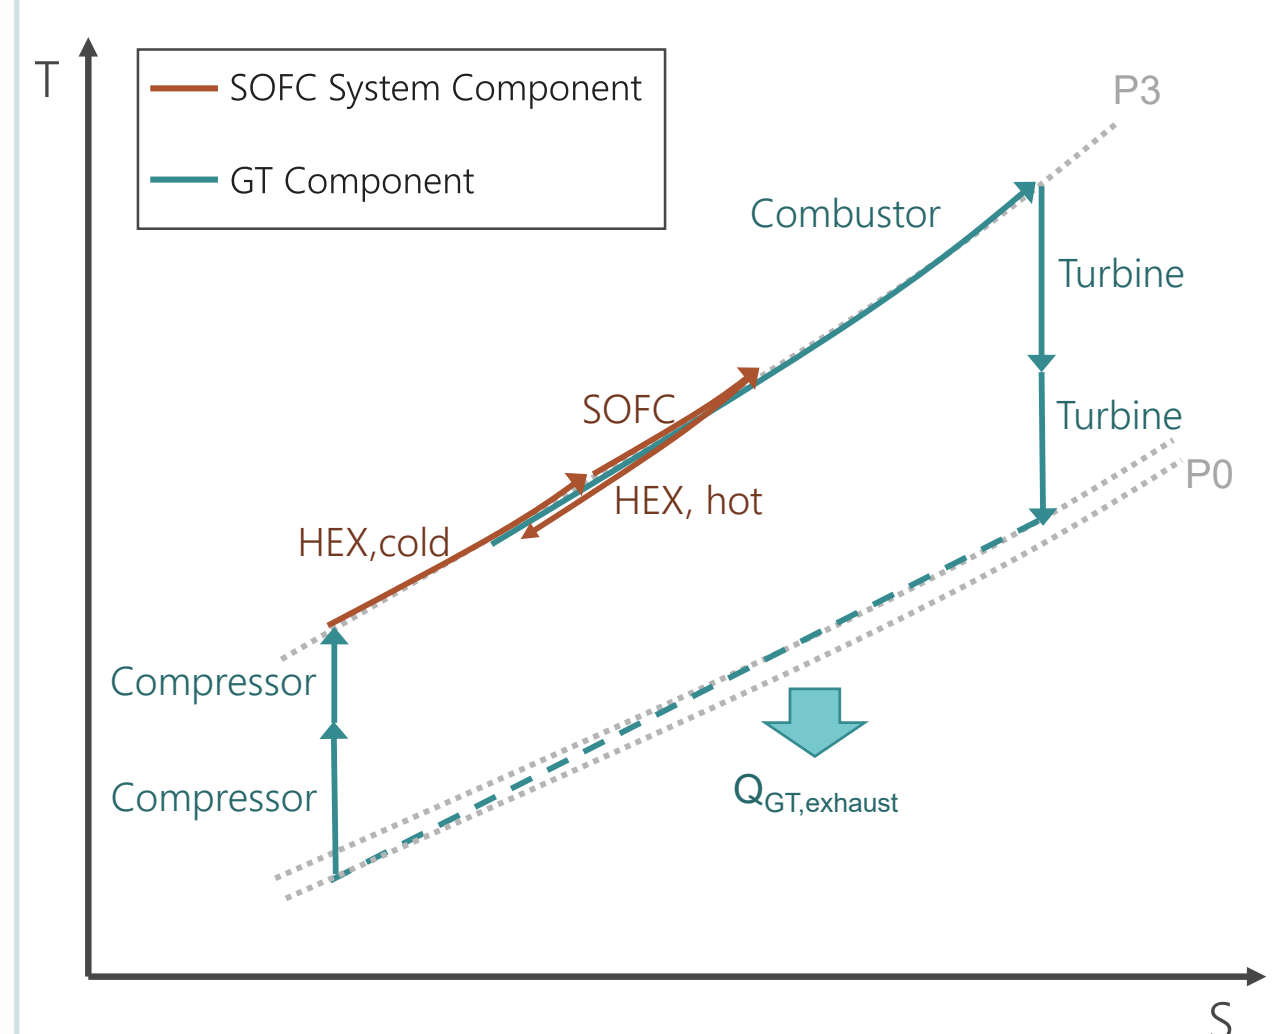 T
SOFC System Component
GT Component
P3
Combustor
Turbine
SOFC
Turbine
P0
HEX, hot
HEX,cold
Compressor
Compressor
QGT,exhaust
S